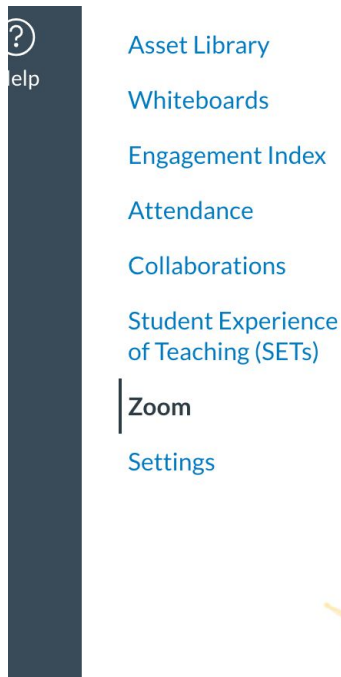 ?
elp
Asset Library
Whiteboards
Engagement Index
Attendance
Collaborations
Student Experience
of Teaching (SETs)
Zoom
Settings